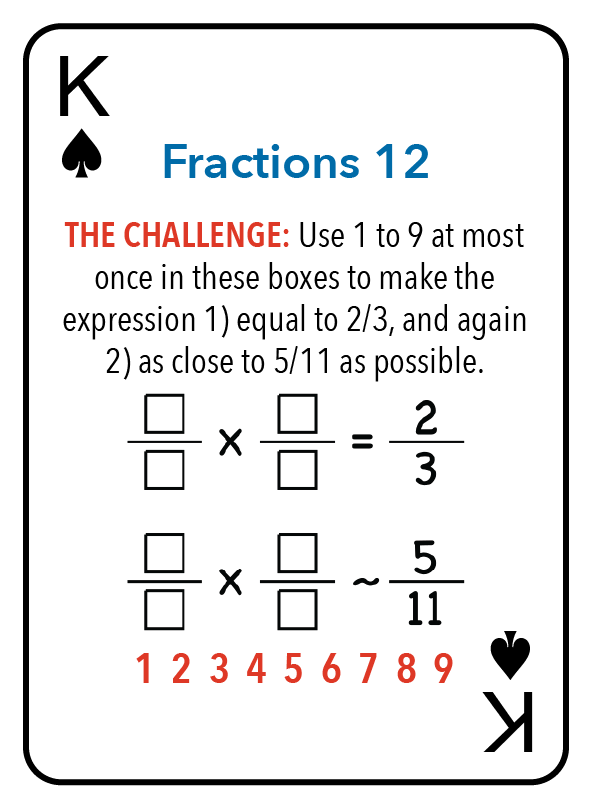 K
Fractions 12
THE CHALLENGE: Use 1 to 9 at most
once in these boxes to make the
expression 1) equal to 2/3, and again
2) as close to 5/11 as possible.
□/□ × □/□ = 2/3
□/□ × □/□ ~ 5/11
1 2 3 4 5 6 7 8 9
K